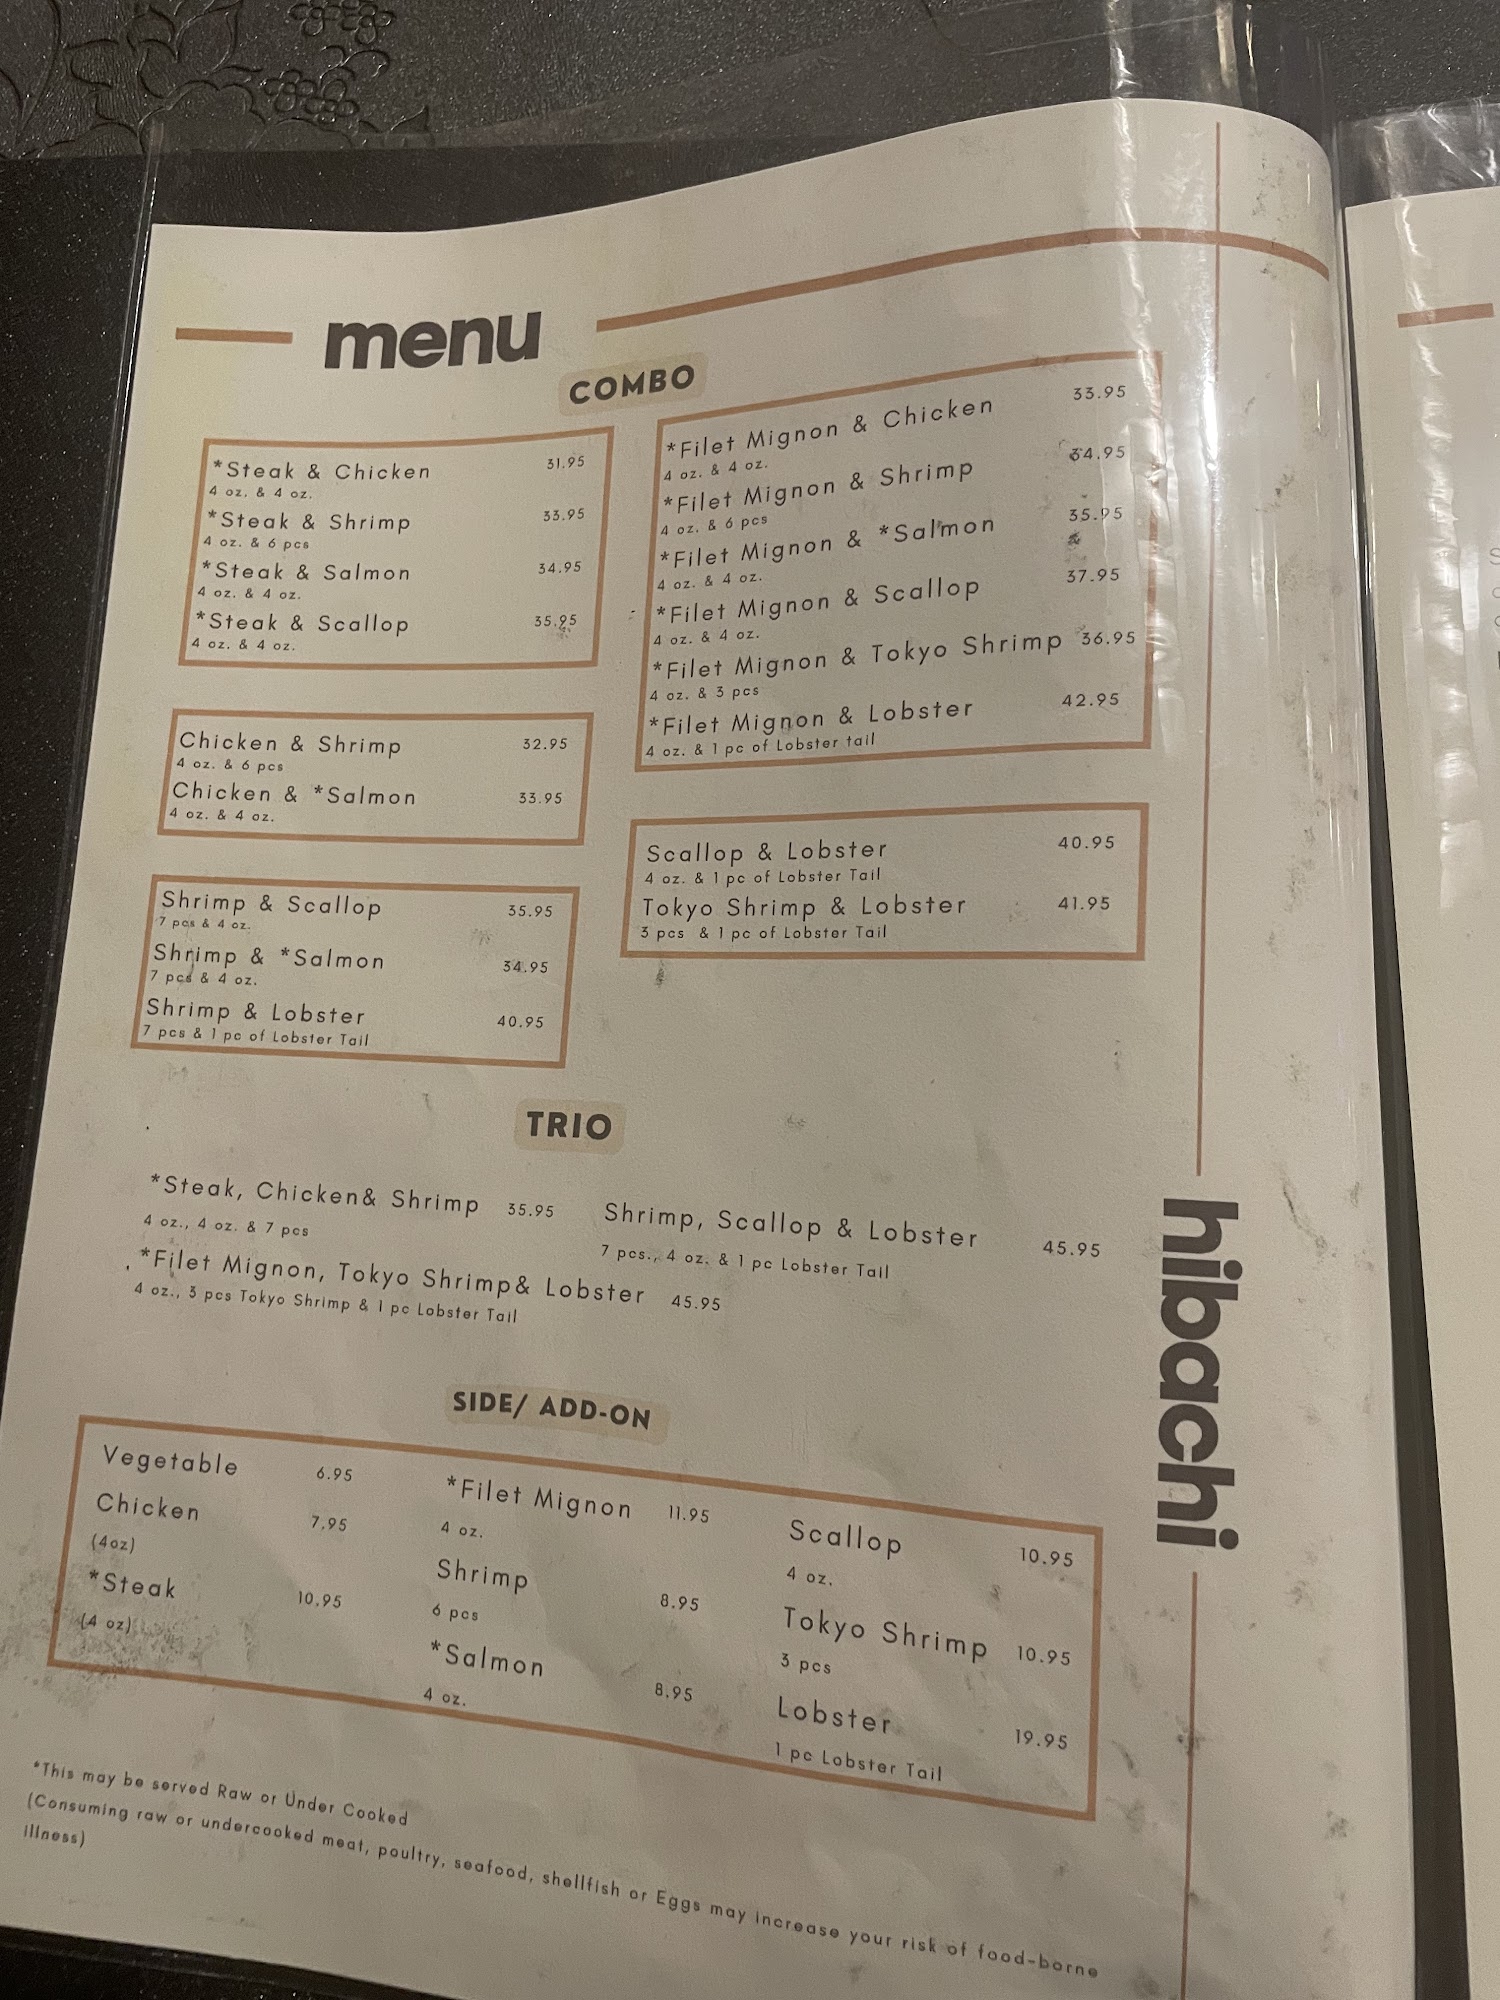 menu
COMBO
*Steak & Chicken 31.95
4 oz. & 4 oz.
*Steak & Shrimp 33.95
4 oz. & 6 pcs
*Steak & Salmon 34.95
4 oz. & 4 oz.
*Steak & Scallop 35.95
4 oz. & 4 oz.
Chicken & Shrimp 32.95
4 oz. & 6 pcs
Chicken & *Salmon 33.95
4 oz. & 4 oz.
Shrimp & Scallop 35.95
7 pcs & 4 oz.
Shrimp & *Salmon 34.95
7 pcs & 4 oz.
Shrimp & Lobster 40.95
7 pcs & 1 pc of Lobster Tail
*Filet Mignon & Chicken 33.95
4 oz. & 4 oz.
*Filet Mignon & Shrimp 34.95
4 oz. & 6 pcs
*Filet Mignon & *Salmon 35.95
4 oz. & 4 oz.
*Filet Mignon & Scallop 37.95
4 oz. & 4 oz.
*Filet Mignon & Tokyo Shrimp 36.95
4 oz. & 3 pcs
*Filet Mignon & Lobster 42.95
4 oz. & 1 pc of Lobster tail
Scallop & Lobster 40.95
4 oz. & 1 pc of Lobster Tail
Tokyo Shrimp & Lobster 41.95
3 pcs & 1 pc of Lobster Tail
TRIO
*Steak, Chicken& Shrimp 35.95
4 oz., 4 oz. & 7 pcs
*Filet Mignon, Tokyo Shrimp& Lobster 45.95
4 oz., 3 pcs Tokyo Shrimp & 1 pc Lobster Tail
Shrimp, Scallop & Lobster 45.95
7 pcs., 4 oz. & 1 pc Lobster Tail
SIDE/ ADD-ON
Vegetable 6.95
Chicken 7.95
(4oz)
*Steak 10.95
(4 oz)
*Filet Mignon 11.95
4 oz.
Shrimp 8.95
6 pcs
*Salmon 8.95
4 oz.
Scallop 10.95
4 oz.
Tokyo Shrimp 10.95
3 pcs
Lobster 19.95
1 pc Lobster Tail
hibachi
*This may be served Raw or Under Cooked
(Consuming raw or undercooked meat, poultry, seafood, shellfish or Eggs may increase your risk of food-borne
illness)